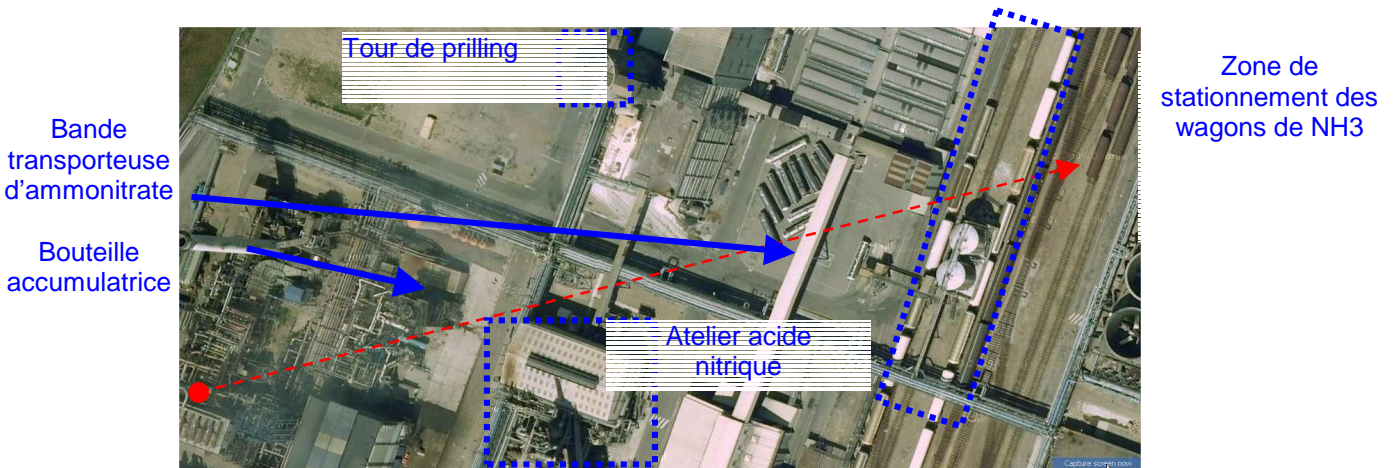 Tour de prilling
Zone de
stationnement des
wagons de NH3
Bande
transporteuse
d'ammonitrate
Bouteille
accumulatrice
Atelier acide
nitrique
Capture screen now